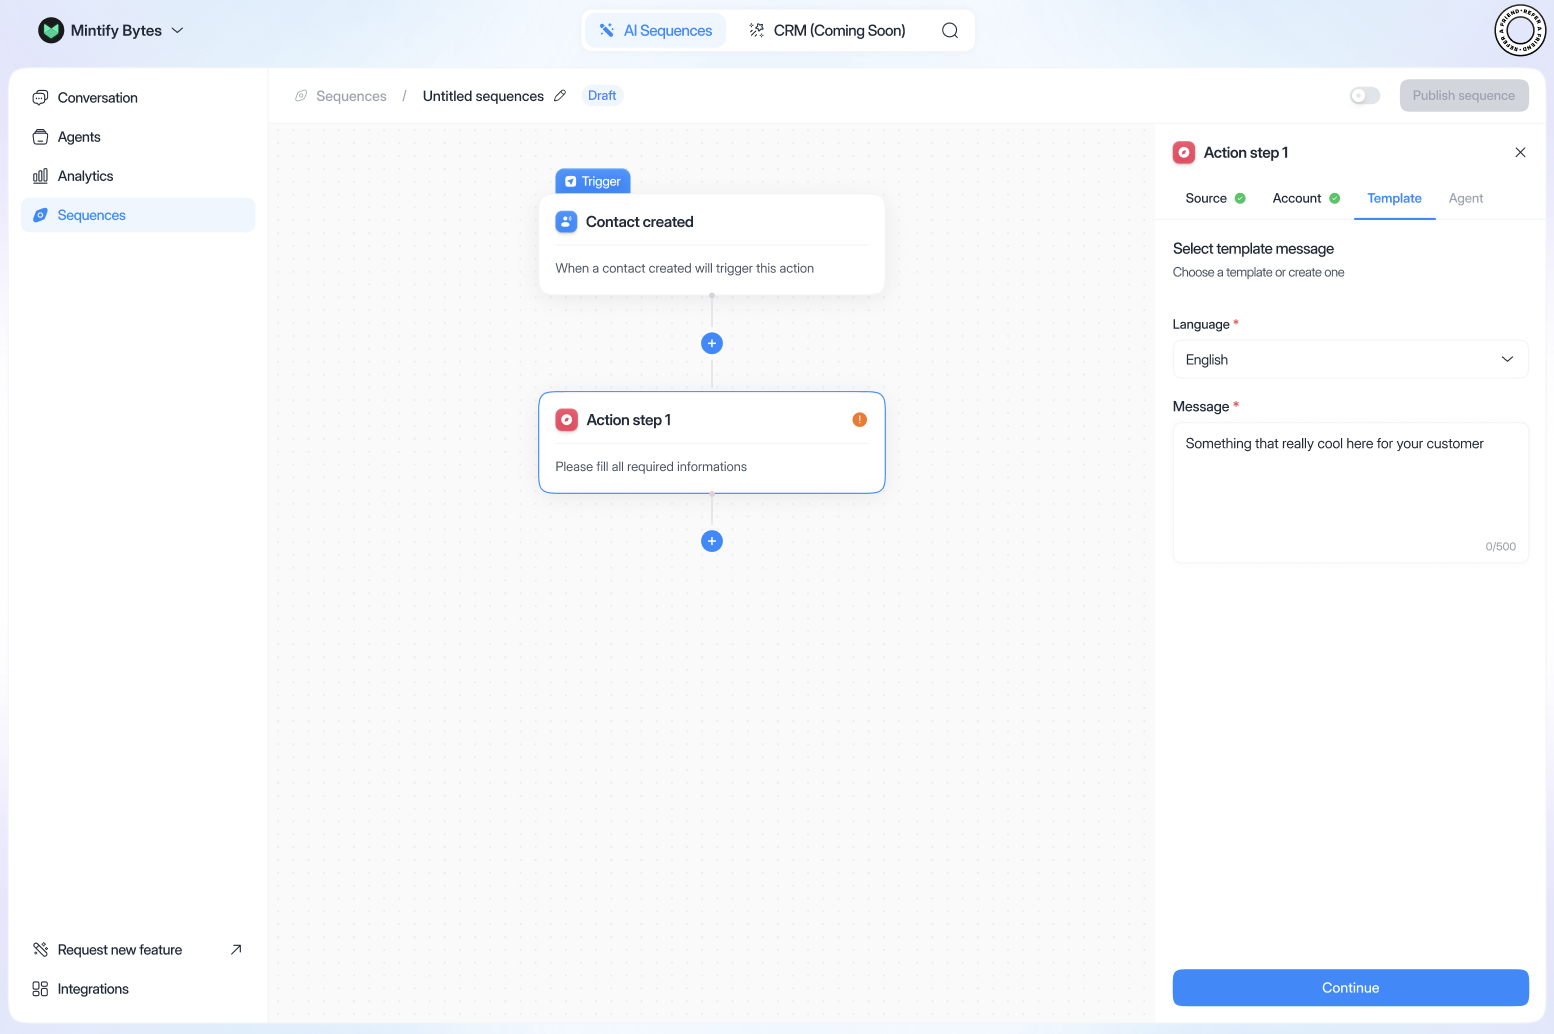 Mintify Bytes
AI Sequences
CRM (Coming Soon)
REFER A FRIEND · REFER A FRIEND ·
Conversation
Agents
Analytics
Sequences
Request new feature
Integrations
Sequences / Untitled sequences
Draft
Publish sequence
Trigger
Contact created
When a contact created will trigger this action
Action step 1
Please fill all required informations
Action step 1
Source
Account
Template
Agent
Select template message
Choose a template or create one
Language *
English
Message *
Something that really cool here for your customer
0/500
Continue